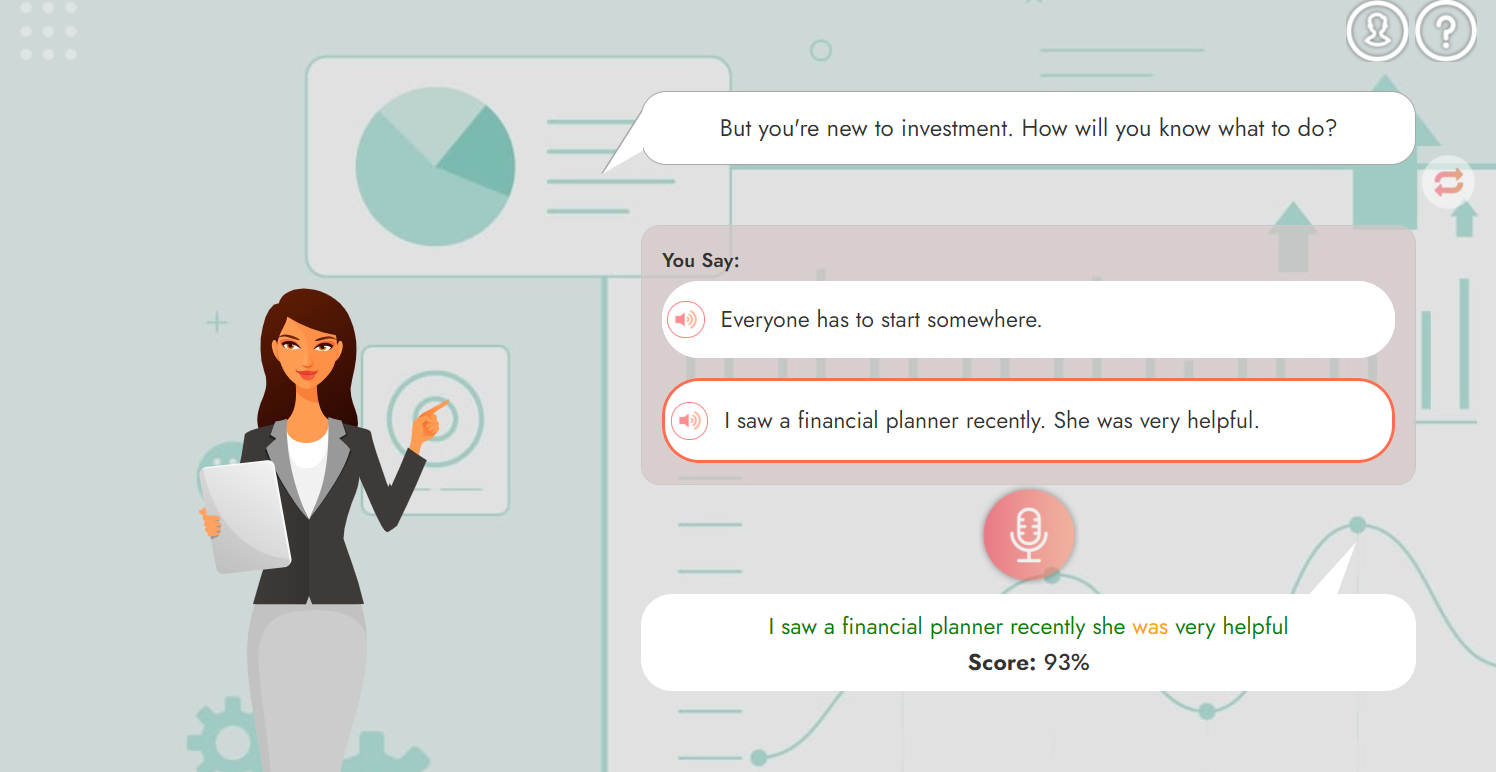 ?
But you're new to investment. How will you know what to do?
You Say:
Everyone has to start somewhere.
I saw a financial planner recently. She was very helpful.
I saw a financial planner recently she was very helpful
Score: 93%